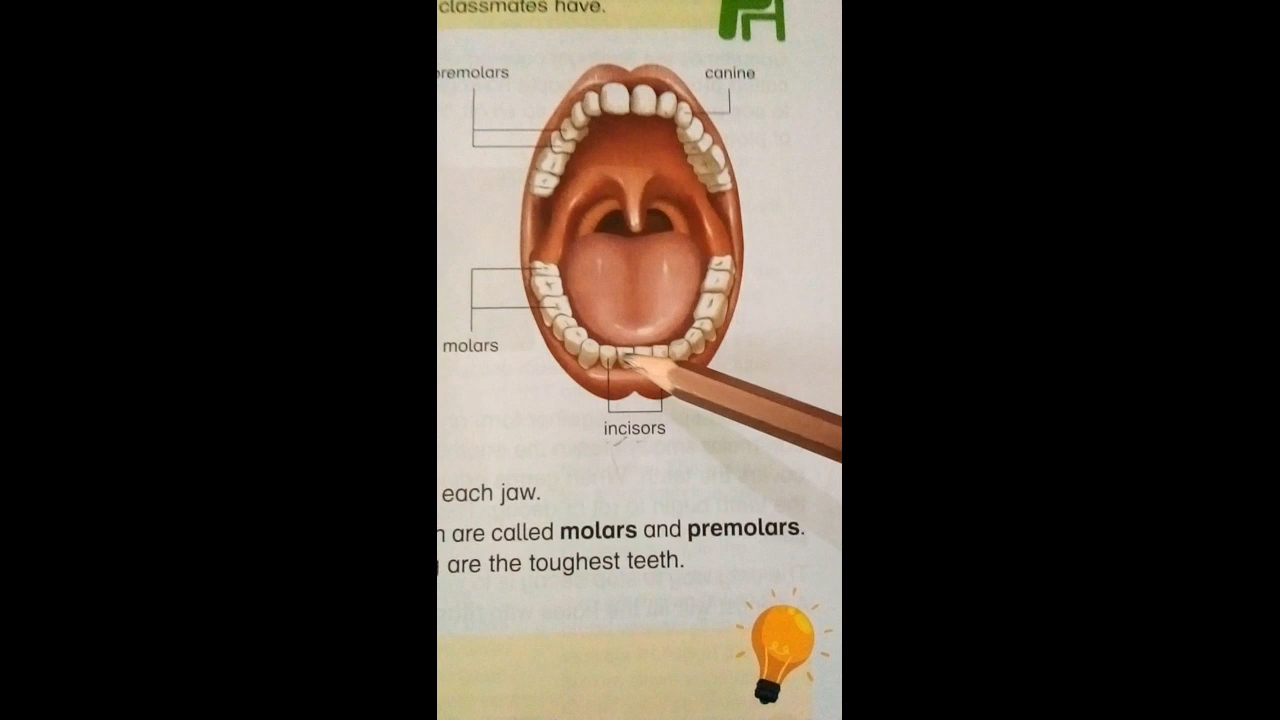 classmates have.
premolars
canine
molars
incisors
each jaw.
are called molars and premolars.
are the toughest teeth.